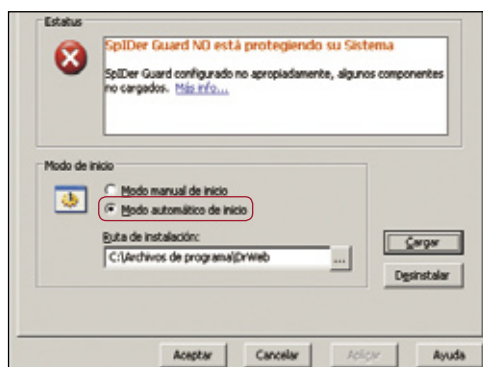 Estatus
SpIDer Guard NO está protegiendo su Sistema
SpIDer Guard configurado no apropiadamente, algunos componentes
no cargados. Más info...
Modo de inicio
Modo manual de inicio
Modo automático de inicio
Ruta de instalación:
C:\Archivos de programa\DrWeb
...
Cargar
Desinstalar
Aceptar
Cancelar
Aplicar
Ayuda